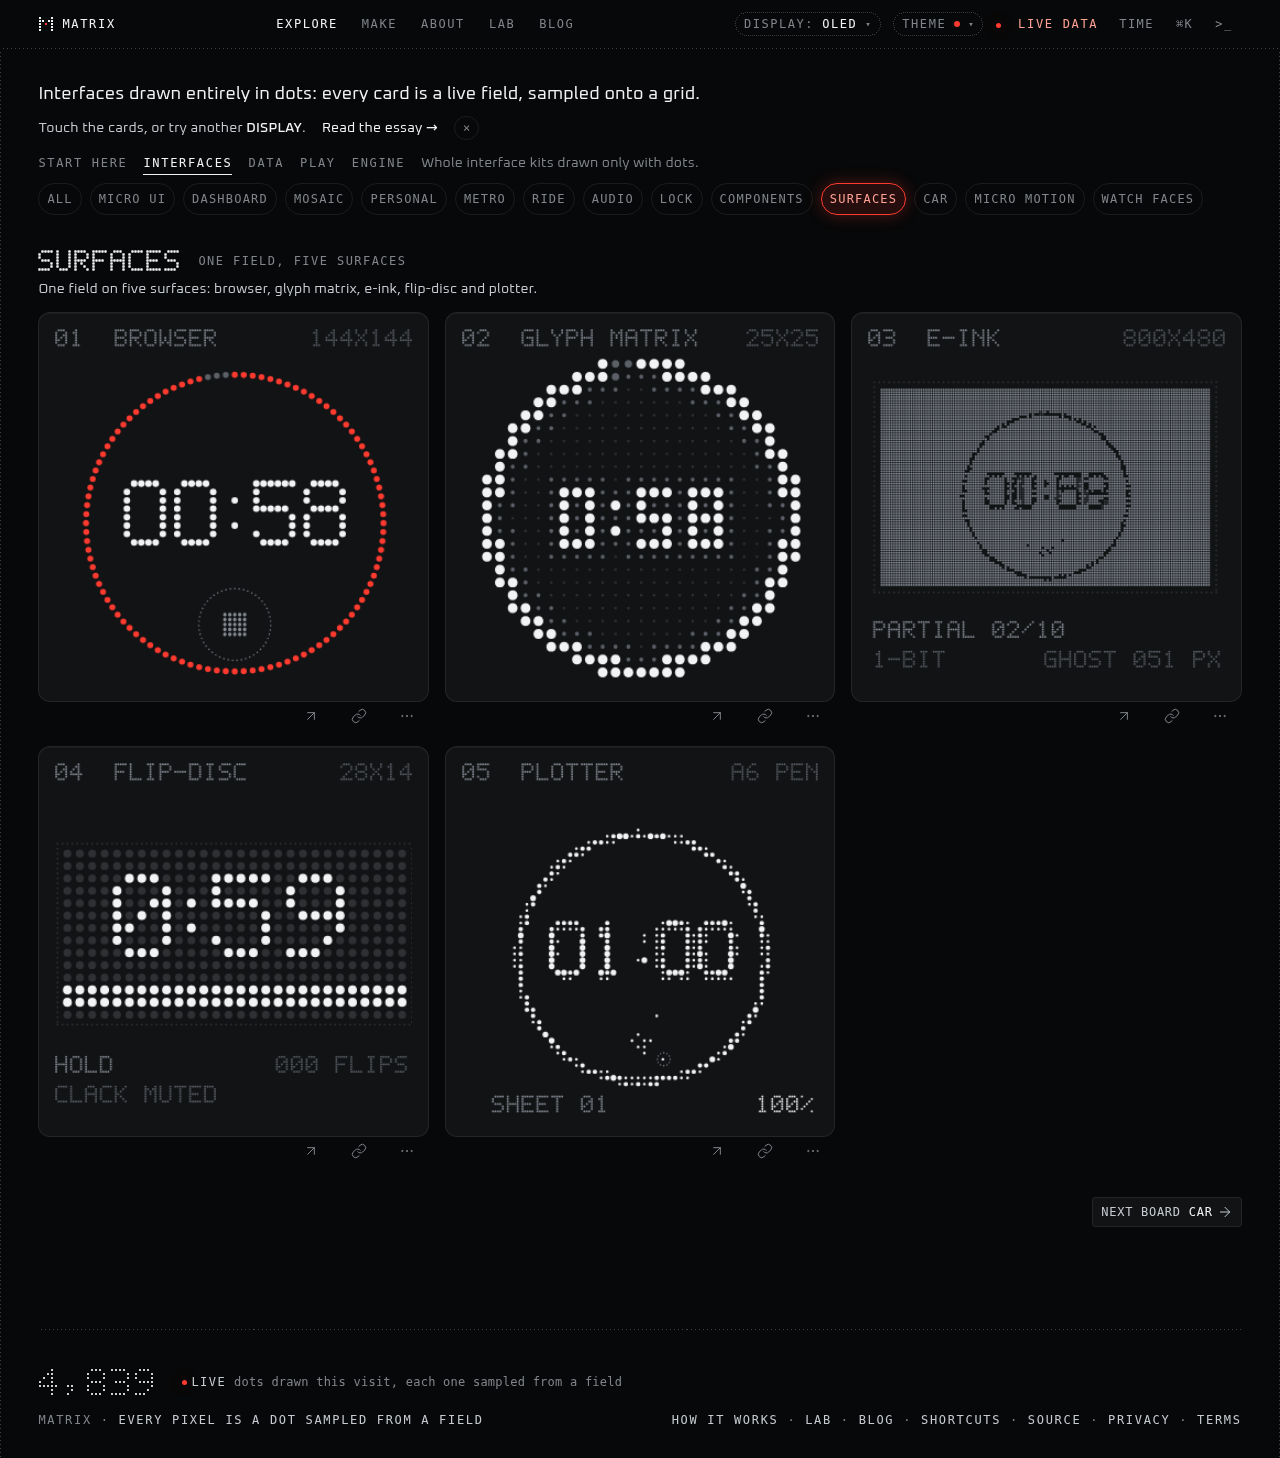 MATRIX EXPLORE MAKE ABOUT LAB BLOG DISPLAY: OLED ▾ THEME ▾ LIVE DATA TIME ⌘K >_
Interfaces drawn entirely in dots: every card is a live field, sampled onto a grid.
Touch the cards, or try another DISPLAY. Read the essay → ×
START HERE INTERFACES DATA PLAY ENGINE Whole interface kits drawn only with dots.
ALL MICRO UI DASHBOARD MOSAIC PERSONAL METRO RIDE AUDIO LOCK COMPONENTS SURFACES CAR MICRO MOTION WATCH FACES
SURFACES ONE FIELD, FIVE SURFACES
One field on five surfaces: browser, glyph matrix, e-ink, flip-disc and plotter.
01 BROWSER 144X144
00:58
02 GLYPH MATRIX 25X25
0:58
03 E-INK 800X480
PARTIAL 02/10
1-BIT GHOST 051 PX
04 FLIP-DISC 28X14
0:59
HOLD 000 FLIPS
CLACK MUTED
05 PLOTTER A6 PEN
01:00
SHEET 01 100%
NEXT BOARD CAR →
4,839 LIVE dots drawn this visit, each one sampled from a field
MATRIX · EVERY PIXEL IS A DOT SAMPLED FROM A FIELD HOW IT WORKS · LAB · BLOG · SHORTCUTS · SOURCE · PRIVACY · TERMS